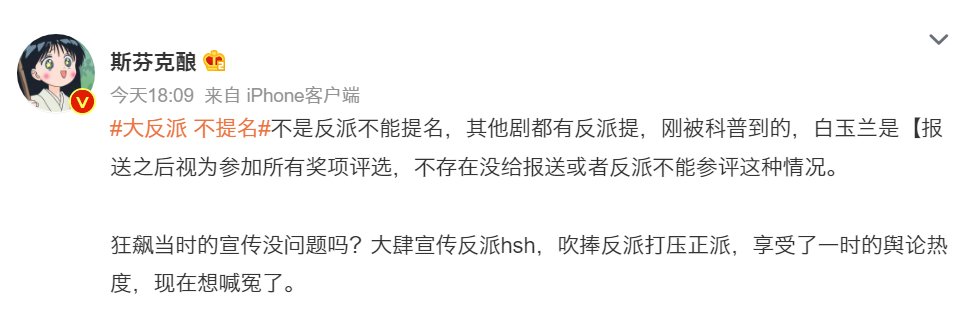 斯芬克酿
今天18:09 来自 iPhone客户端
#大反派 不提名#不是反派不能提名，其他剧都有反派提，刚被科普到的，白玉兰是【报
送之后视为参加所有奖项评选，不存在没给报送或者反派不能参评这种情况。
狂飙当时的宣传没问题吗？大肆宣传反派hsh，吹捧反派打压正派，享受了一时的舆论热
度，现在想喊冤了。